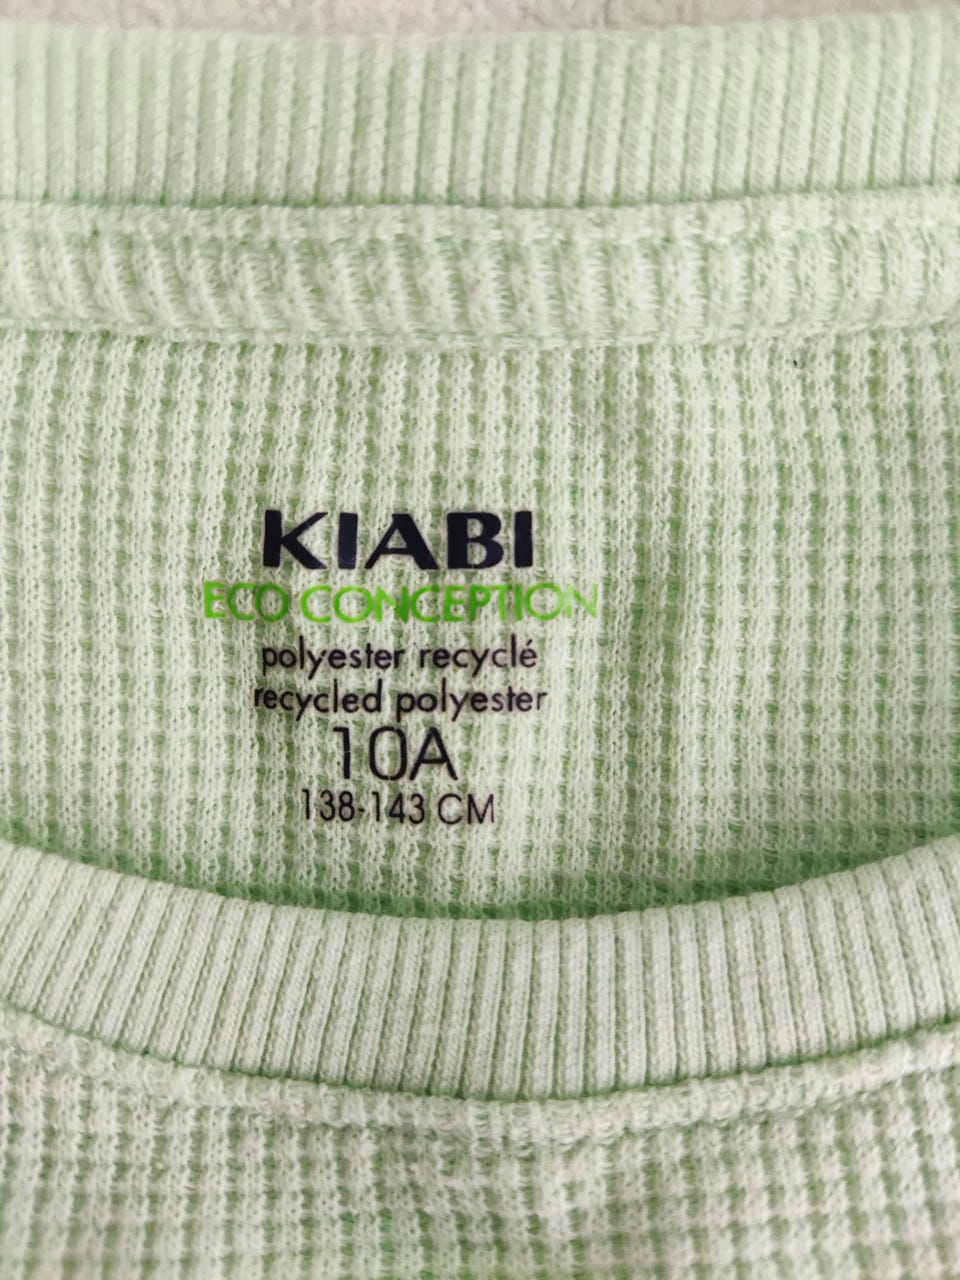 KIABI
ECO CONCEPTION
polyester recyclé
recycled polyester
10A
138-143 CM